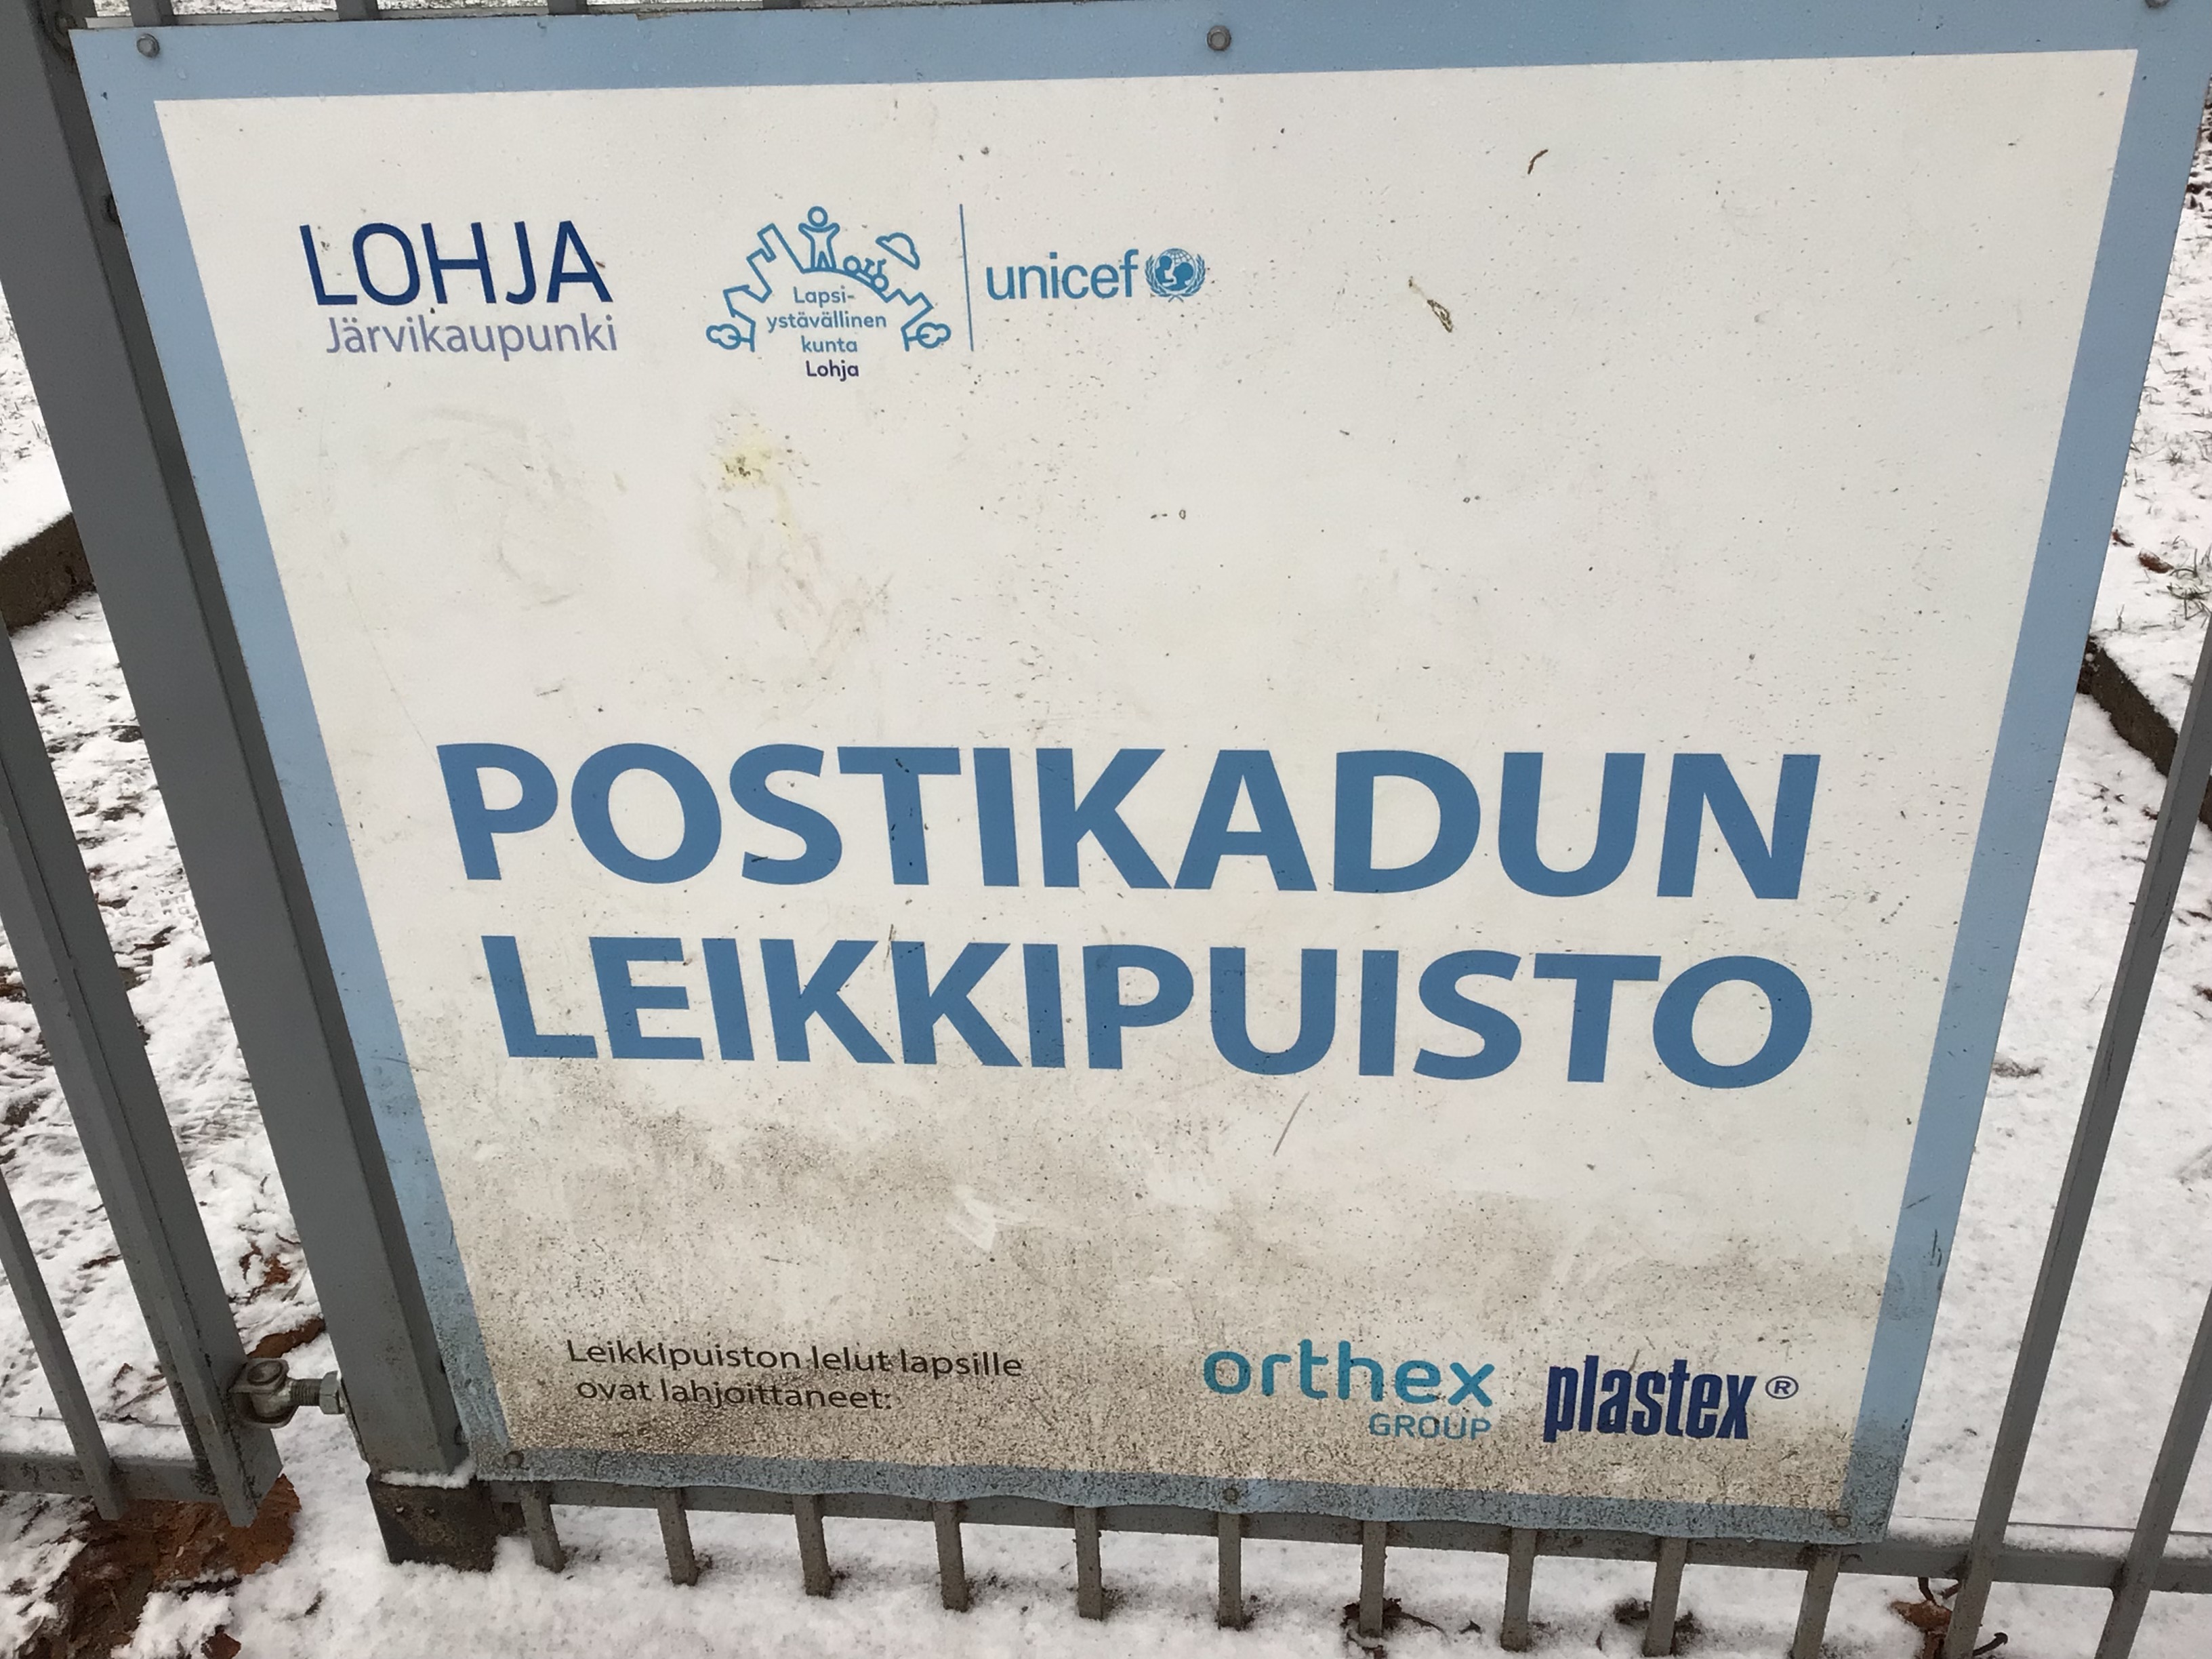 LOHJA
Järvikaupunki
Lapsi-
ystävällinen
kunta
Lohja
unicef
POSTIKADUN
LEIKKIPUISTO
Leikkipuiston lelut lapsille
ovat lahjoittaneet:
orthex
GROUP
plastex®